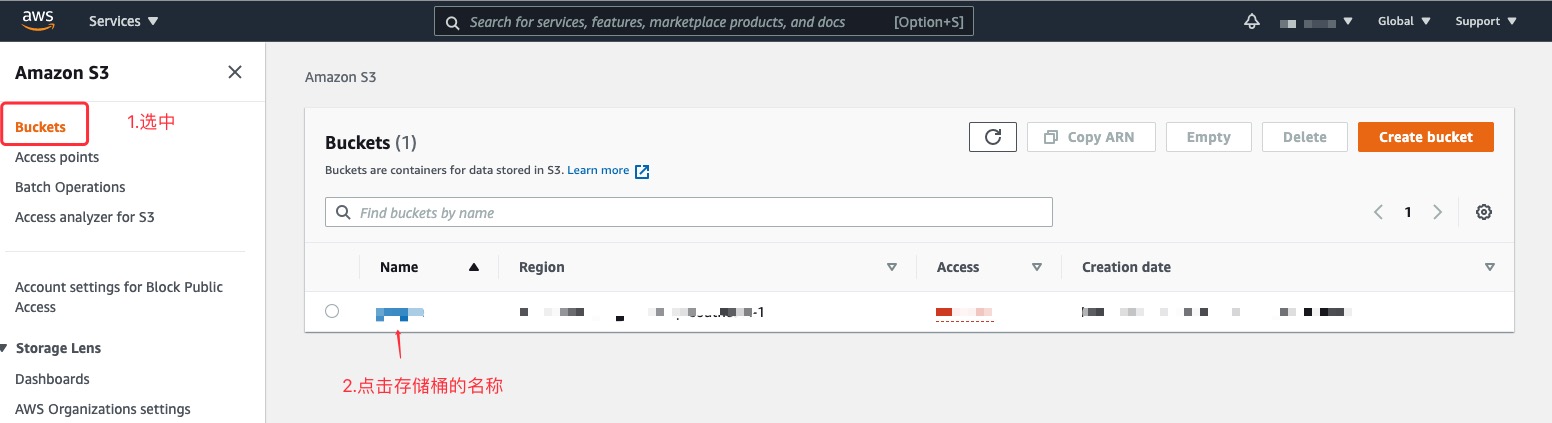 aws Services Search for services, features, marketplace products, and docs [Option+S] Global Support
Amazon S3
Buckets
1.选中
Access points
Batch Operations
Access analyzer for S3
Account settings for Block Public
Access
Storage Lens
Dashboards
AWS Organizations settings
Amazon S3
Buckets (1) Copy ARN Empty Delete Create bucket
Buckets are containers for data stored in S3. Learn more
Find buckets by name 1
Name Region Access Creation date
-1
2.点击存储桶的名称